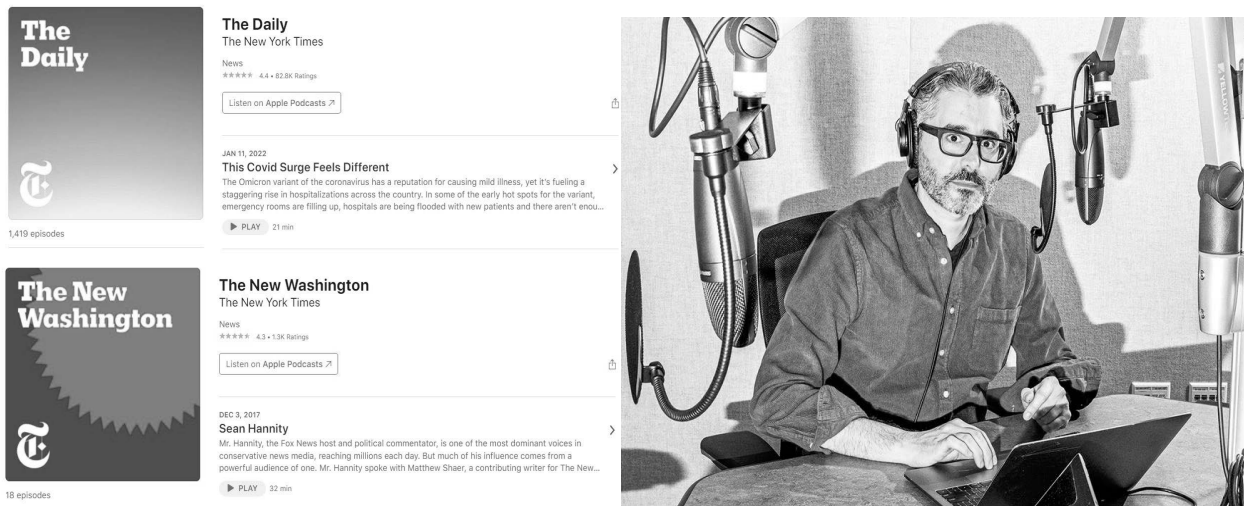 The
Daily
The Daily
The New York Times
News
★★★★★ 4.4 • 82.8K Ratings
Listen on Apple Podcasts ↗
JAN 11, 2022
This Covid Surge Feels Different
The Omicron variant of the coronavirus has a reputation for causing mild illness, yet it's fueling a
staggering rise in hospitalizations across the country. In some of the early hot spots for the variant,
emergency rooms are filling up, hospitals are being flooded with new patients and there aren't enou...
▶ PLAY 21 min
1,419 episodes
The New
Washington
The New Washington
The New York Times
News
★★★★★ 4.3 • 1.3K Ratings
Listen on Apple Podcasts ↗
DEC 3, 2017
Sean Hannity
Mr. Hannity, the Fox News host and political commentator, is one of the most dominant voices in
conservative news media, reaching millions each day. But much of his influence comes from a
powerful audience of one. Mr. Hannity spoke with Matthew Shaer, a contributing writer for The New...
▶ PLAY 32 min
18 episodes